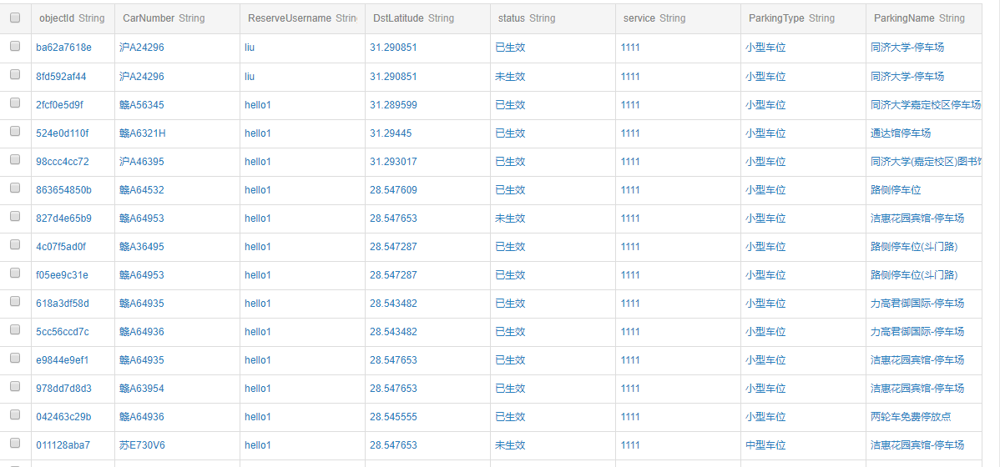 objectId String CarNumber String ReserveUsername String DstLatitude String status String service String ParkingType String ParkingName String
ba62a7618e 沪A24296 liu 31.290851 已生效 1111 小型车位 同济大学-停车场
8fd592af44 沪A24296 liu 31.290851 未生效 1111 小型车位 同济大学-停车场
2fcf0e5d9f 赣A56345 hello1 31.289599 已生效 1111 小型车位 同济大学嘉定校区停车场
524e0d110f 赣A6321H hello1 31.29445 已生效 1111 小型车位 通达馆停车场
98ccc4cc72 沪A46395 hello1 31.293017 已生效 1111 小型车位 同济大学(嘉定校区)图书馆
863654850b 赣A64532 hello1 28.547609 已生效 1111 小型车位 路侧停车位
827d4e65b9 赣A64953 hello1 28.547653 未生效 1111 小型车位 洁惠花园宾馆-停车场
4c07f5ad0f 赣A36495 hello1 28.547287 已生效 1111 小型车位 路侧停车位(斗门路)
f05ee9c31e 赣A64953 hello1 28.547287 已生效 1111 小型车位 路侧停车位(斗门路)
618a3df58d 赣A64935 hello1 28.543482 已生效 1111 小型车位 力高君御国际-停车场
5cc56ccd7c 赣A64936 hello1 28.543482 已生效 1111 小型车位 力高君御国际-停车场
e9844e9ef1 赣A64935 hello1 28.547653 已生效 1111 小型车位 洁惠花园宾馆-停车场
978dd7d8d3 赣A63954 hello1 28.547653 已生效 1111 小型车位 洁惠花园宾馆-停车场
042463c29b 赣A64936 hello1 28.545555 已生效 1111 小型车位 两轮车免费停放点
011128aba7 苏E730V6 hello1 28.547653 未生效 1111 中型车位 洁惠花园宾馆-停车场